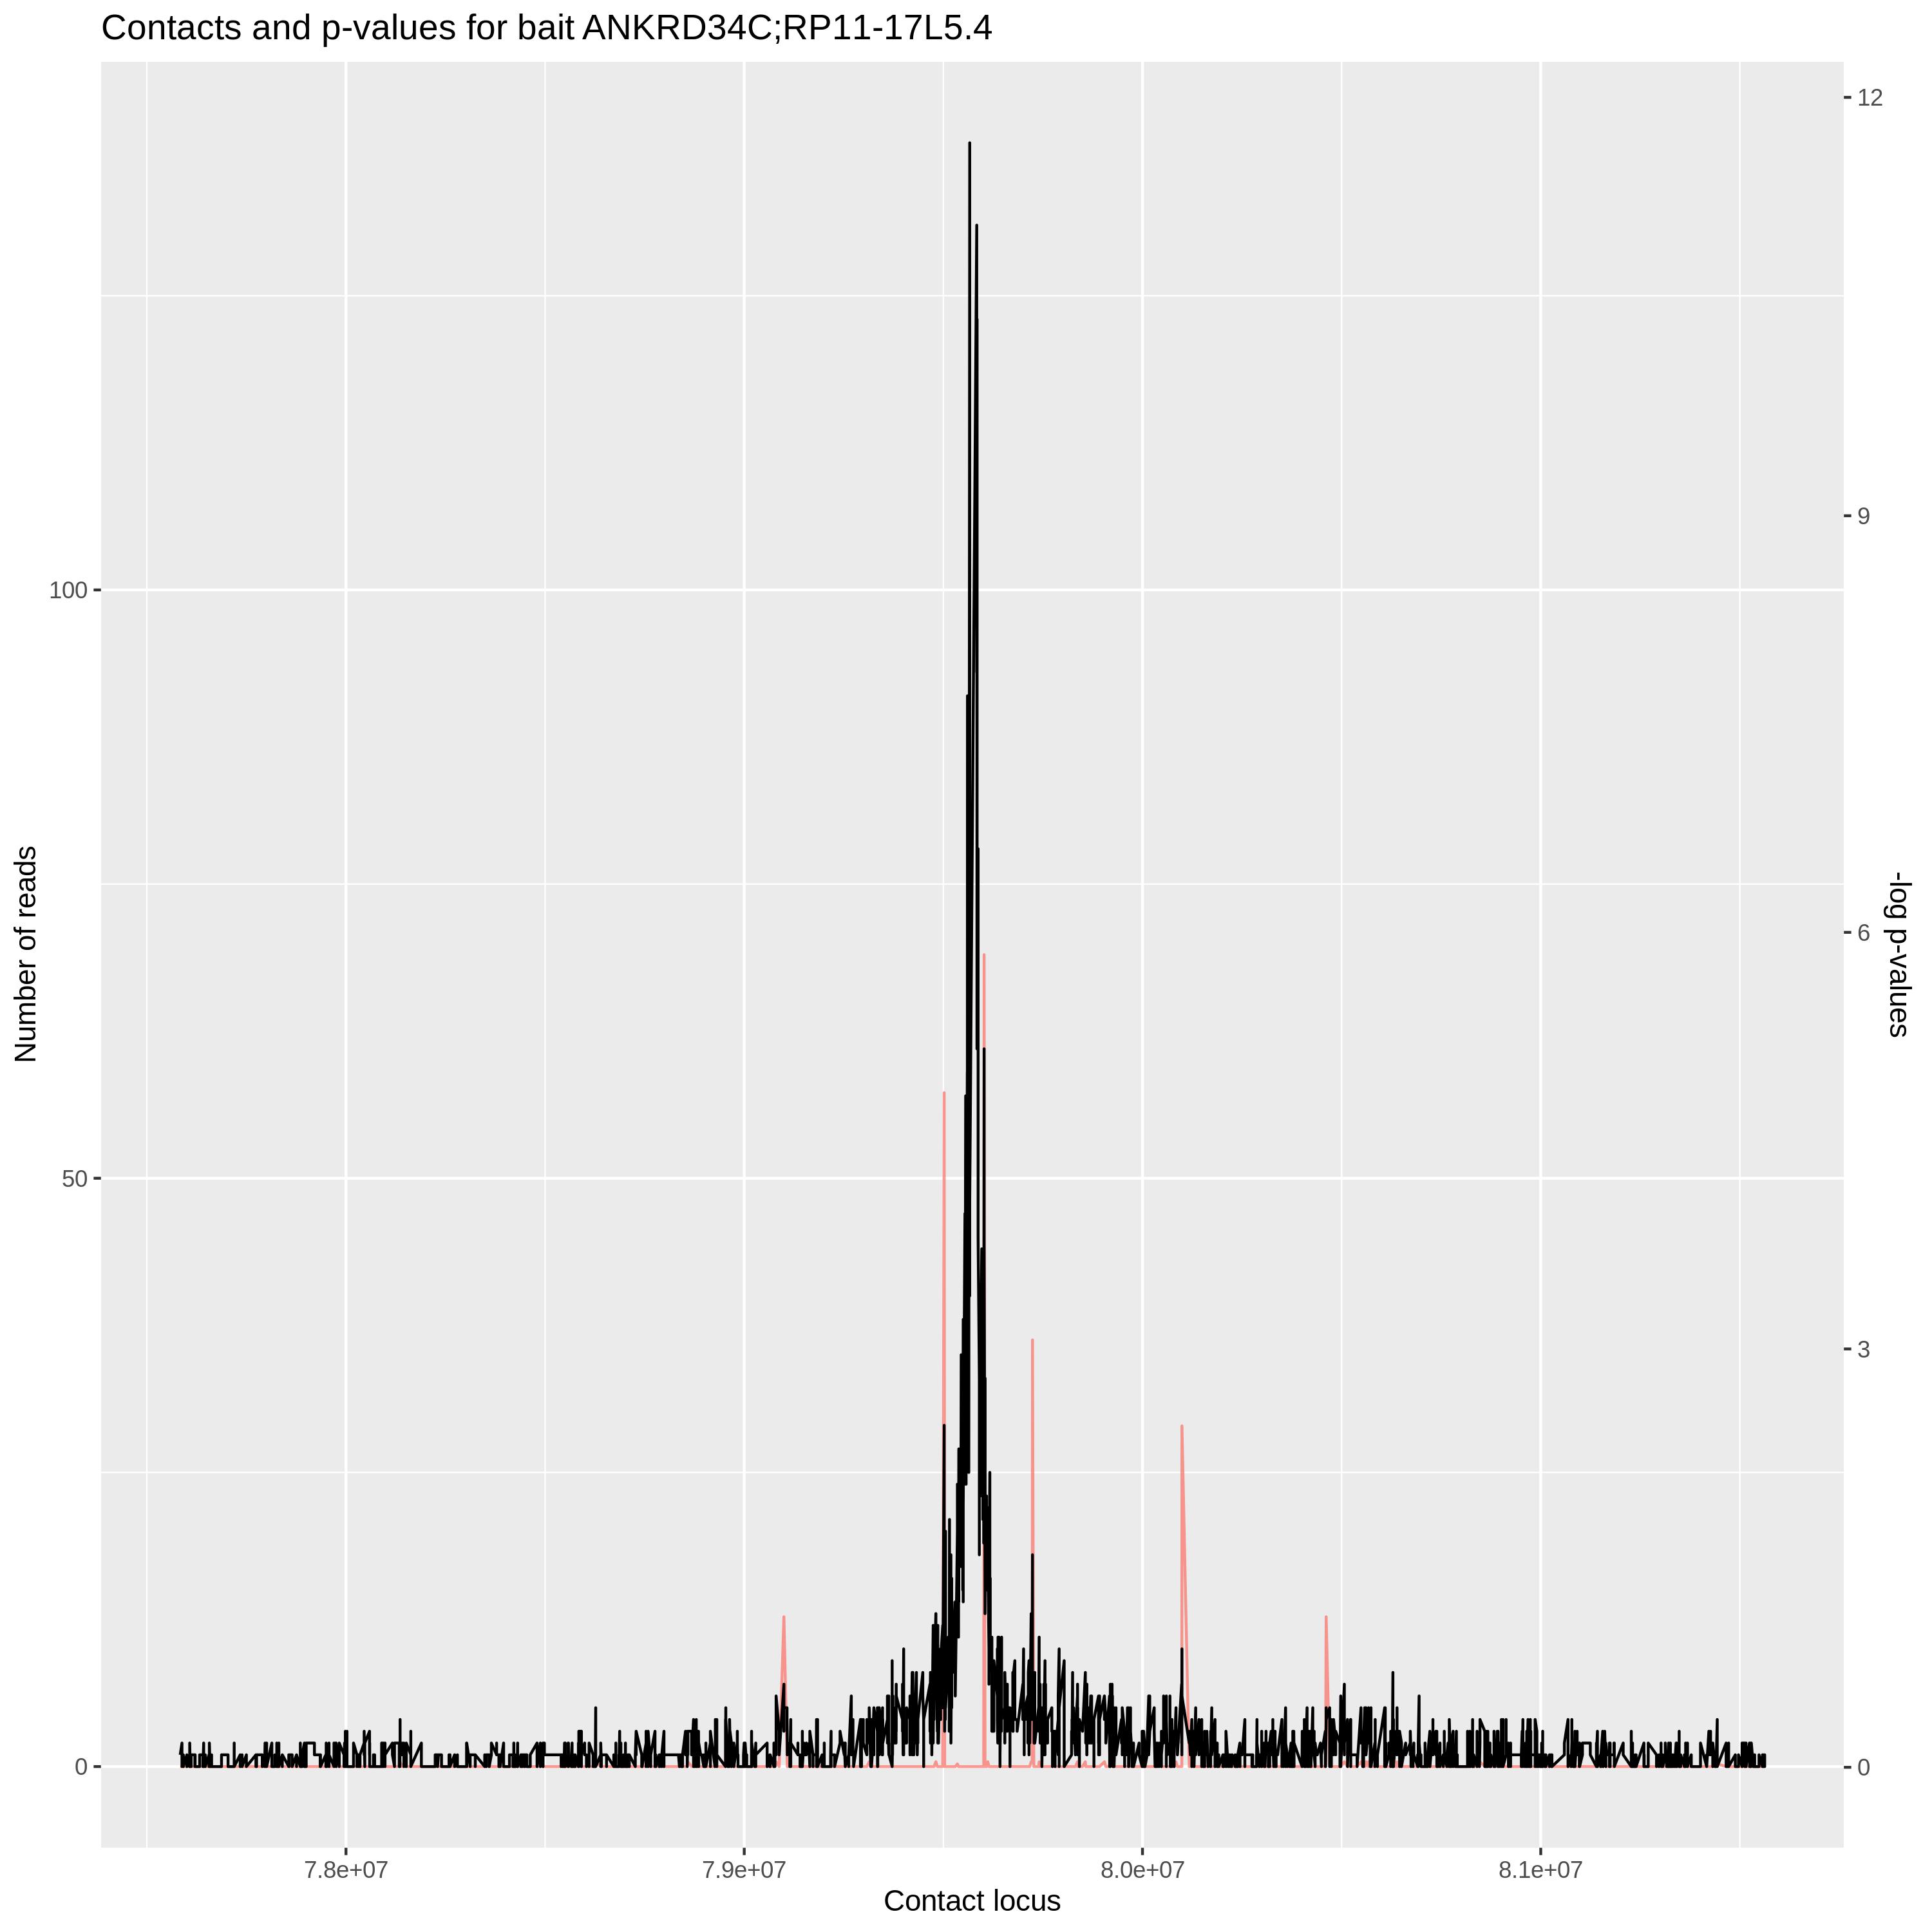 Contacts and p-values for bait ANKRD34C;RP11-17L5.4
12
9
100
6
Number of reads
-log p-values
50
3
0
0
7.8e+07
7.9e+07
8.0e+07
8.1e+07
Contact locus